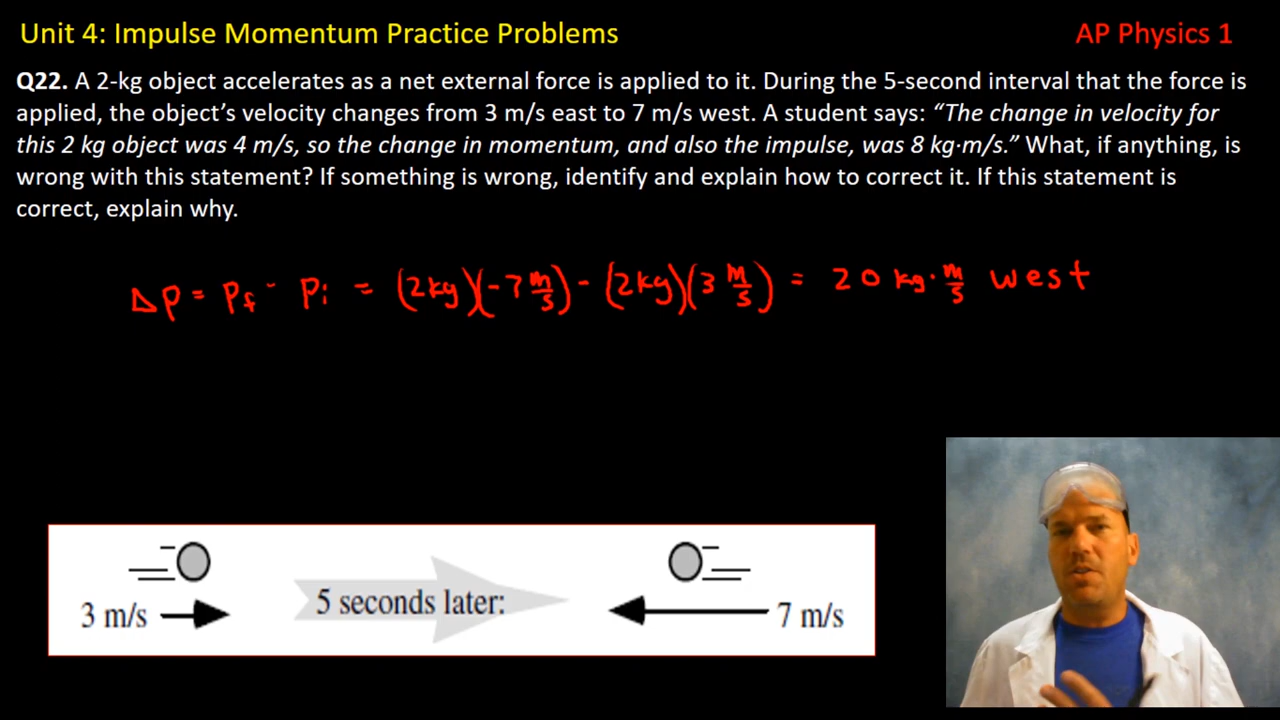 Unit 4: Impulse Momentum Practice Problems
AP Physics 1
Q22. A 2-kg object accelerates as a net external force is applied to it. During the 5-second interval that the force is
applied, the object's velocity changes from 3 m/s east to 7 m/s west. A student says: “The change in velocity for
this 2 kg object was 4 m/s, so the change in momentum, and also the impulse, was 8 kg·m/s.” What, if anything, is
wrong with this statement? If something is wrong, identify and explain how to correct it. If this statement is
correct, explain why.
Δp = Pf - Pi = (2kg)(-7 m/s) - (2kg)(3 m/s) = 20 kg·m/s west
5 seconds later:
3 m/s
7 m/s